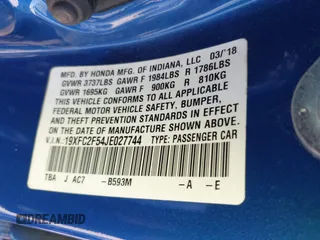 MFD. BY HONDA MFG. OF INDIANA, LLC 03/'18
GVWR 3737LBS GAWR F 1984LBS R 1786LBS
GVWR 1695KG GAWR F 900KG R 810KG
THIS VEHICLE CONFORMS TO ALL APPLICABLE
FEDERAL MOTOR VEHICLE SAFETY, BUMPER,
AND THEFT PREVENTION STANDARDS IN EFFECT
ON THE DATE OF MANUFACTURE SHOWN ABOVE.
V.I.N. 19XFC2F54JE027744 TYPE: PASSENGER CAR
TBA J AC7 -B593M -A -E
DREAMBID